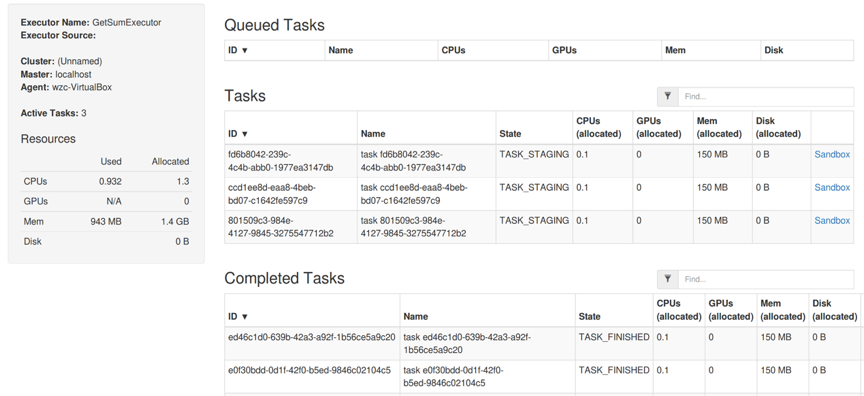 Executor Name: GetSumExecutor
Executor Source:
Cluster: (Unnamed)
Master: localhost
Agent: wzc-VirtualBox
Active Tasks: 3
Resources
Used Allocated
CPUs 0.932 1.3
GPUs N/A 0
Mem 943 MB 1.4 GB
Disk 0 B
Queued Tasks
ID ▼ Name CPUs GPUs Mem Disk
Tasks
Find...
ID ▼ Name State CPUs (allocated) GPUs (allocated) Mem (allocated) Disk (allocated)
fd6b8042-239c- task fd6b8042-239c- TASK_STAGING 0.1 0 150 MB 0 B Sandbox
4c4b-abb0-1977ea3147db 4c4b-abb0-1977ea3147db
ccd1ee8d-eaa8-4beb- task ccd1ee8d-eaa8-4beb- TASK_STAGING 0.1 0 150 MB 0 B Sandbox
bd07-c1642fe597c9 bd07-c1642fe597c9
801509c3-984e- task 801509c3-984e- TASK_STAGING 0.1 0 150 MB 0 B Sandbox
4127-9845-3275547712b2 4127-9845-3275547712b2
Completed Tasks
Find...
ID ▼ Name State CPUs (allocated) GPUs (allocated) Mem (allocated) Disk (allocated)
ed46c1d0-639b-42a3-a92f-1b56ce5a9c20 task ed46c1d0-639b-42a3-a92f- TASK_FINISHED 0.1 0 150 MB 0 B
1b56ce5a9c20
e0f30bdd-0d1f-42f0-b5ed-9846c02104c5 task e0f30bdd-0d1f-42f0- TASK_FINISHED 0.1 0 150 MB 0 B
b5ed-9846c02104c5